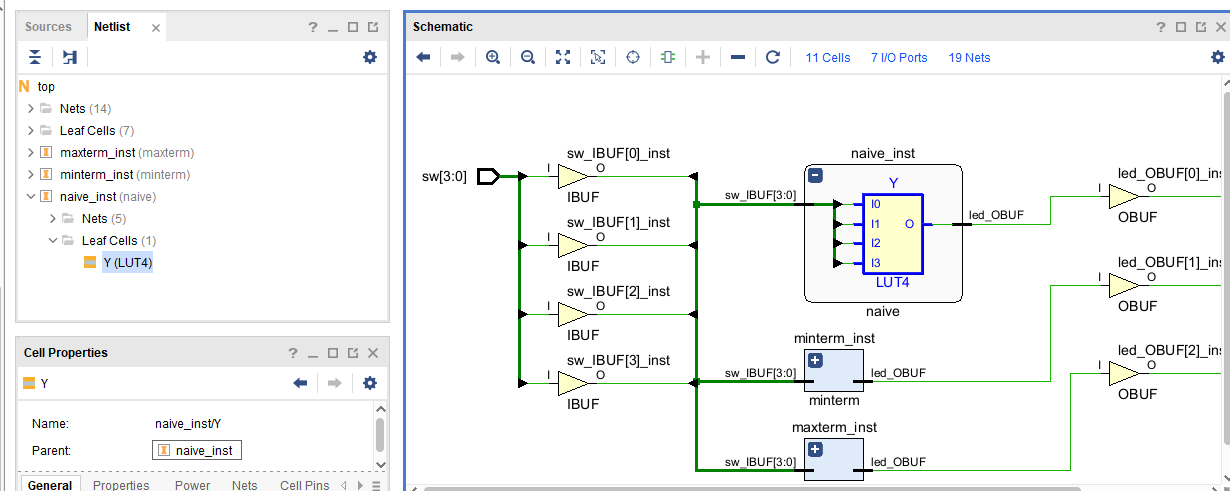 Sources
Netlist
top
Nets (14)
Leaf Cells (7)
maxterm_inst (maxterm)
minterm_inst (minterm)
naive_inst (naive)
Nets (5)
Leaf Cells (1)
Y (LUT4)
Cell Properties
Y
Name: naive_inst/Y
Parent: naive_inst
General Properties Power Nets Cell Pins
Schematic
11 Cells 7 I/O Ports 19 Nets
sw[3:0]
sw_IBUF[0]_inst
I O
IBUF
sw_IBUF[1]_inst
I O
IBUF
sw_IBUF[2]_inst
I O
IBUF
sw_IBUF[3]_inst
I O
IBUF
naive_inst
sw_IBUF[3:0]
Y
I0
I1 O
I2
I3
LUT4
led_OBUF
naive
minterm_inst
sw_IBUF[3:0] led_OBUF
minterm
maxterm_inst
sw_IBUF[3:0] led_OBUF
maxterm
led_OBUF[0]_ins
I O
OBUF
led_OBUF[1]_ins
I O
OBUF
led_OBUF[2]_ins
I O
OBUF